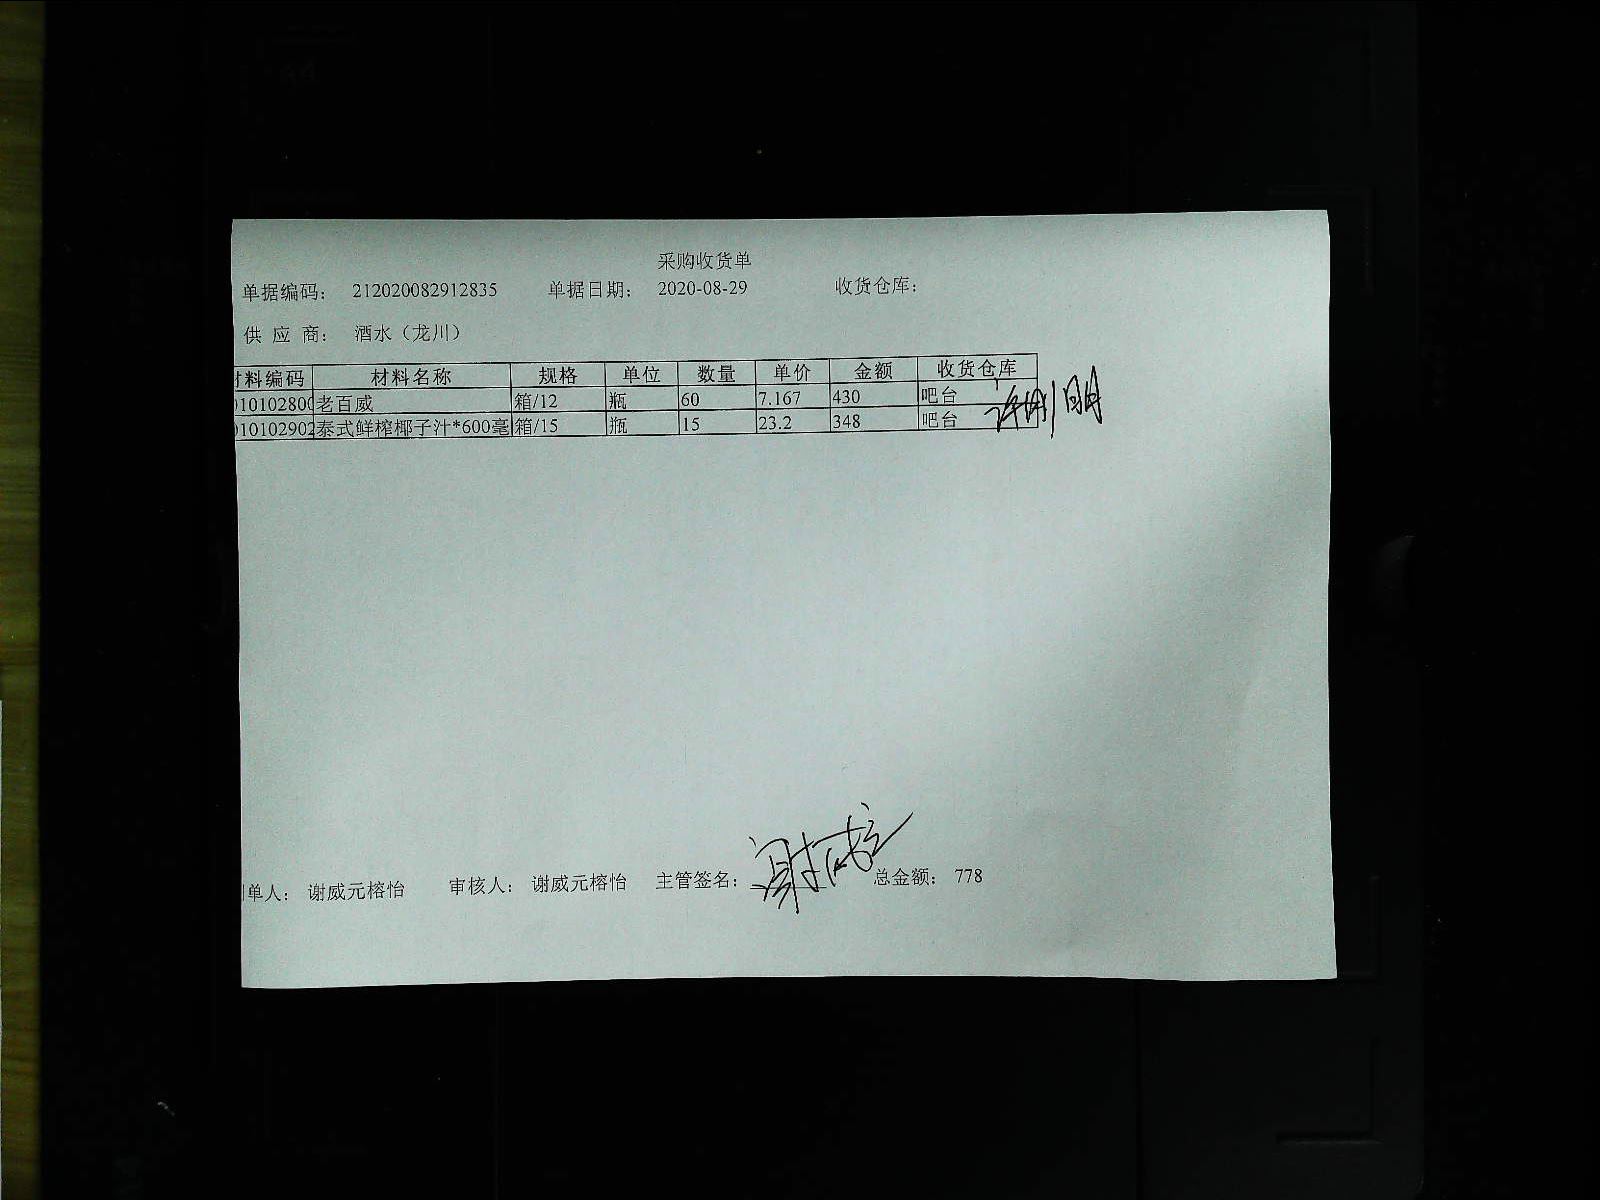 采购收货单
单据编码： 212020082912835 单据日期： 2020-08-29 收货仓库：
供 应 商： 酒水（龙川）
材料编码 材料名称 规格 单位 数量 单价 金额 收货仓库
010102800 老百威 箱/12 瓶 60 7.167 430 吧台
010102902 泰式鲜榨椰子汁*600毫 箱/15 瓶 15 23.2 348 吧台
制单人： 谢威元榕怡 审核人： 谢威元榕怡 主管签名： 总金额： 778